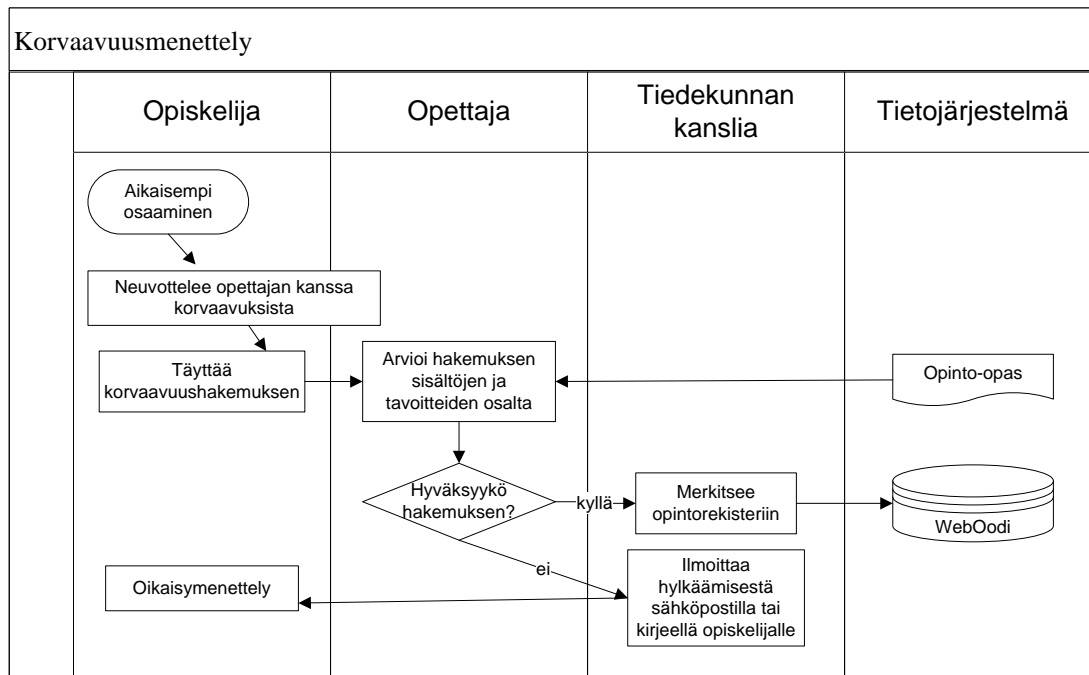 Korvaavuusmenettely
Opiskelija
Opettaja
Tiedekunnan
kanslia
Tietojärjestelmä
Aikaisempi
osaaminen
Neuvottelee opettajan kanssa
korvaavuksista
Täyttää
korvaavuushakemuksen
Arvioi hakemuksen
sisältöjen ja
tavoitteiden osalta
Opinto-opas
Hyväksyykö
hakemuksen?
kyllä
Merkitsee
opintorekisteriin
WebOodi
ei
Ilmoittaa
hylkäämisestä
sähköpostilla tai
kirjeellä opiskelijalle
Oikaisymenettely